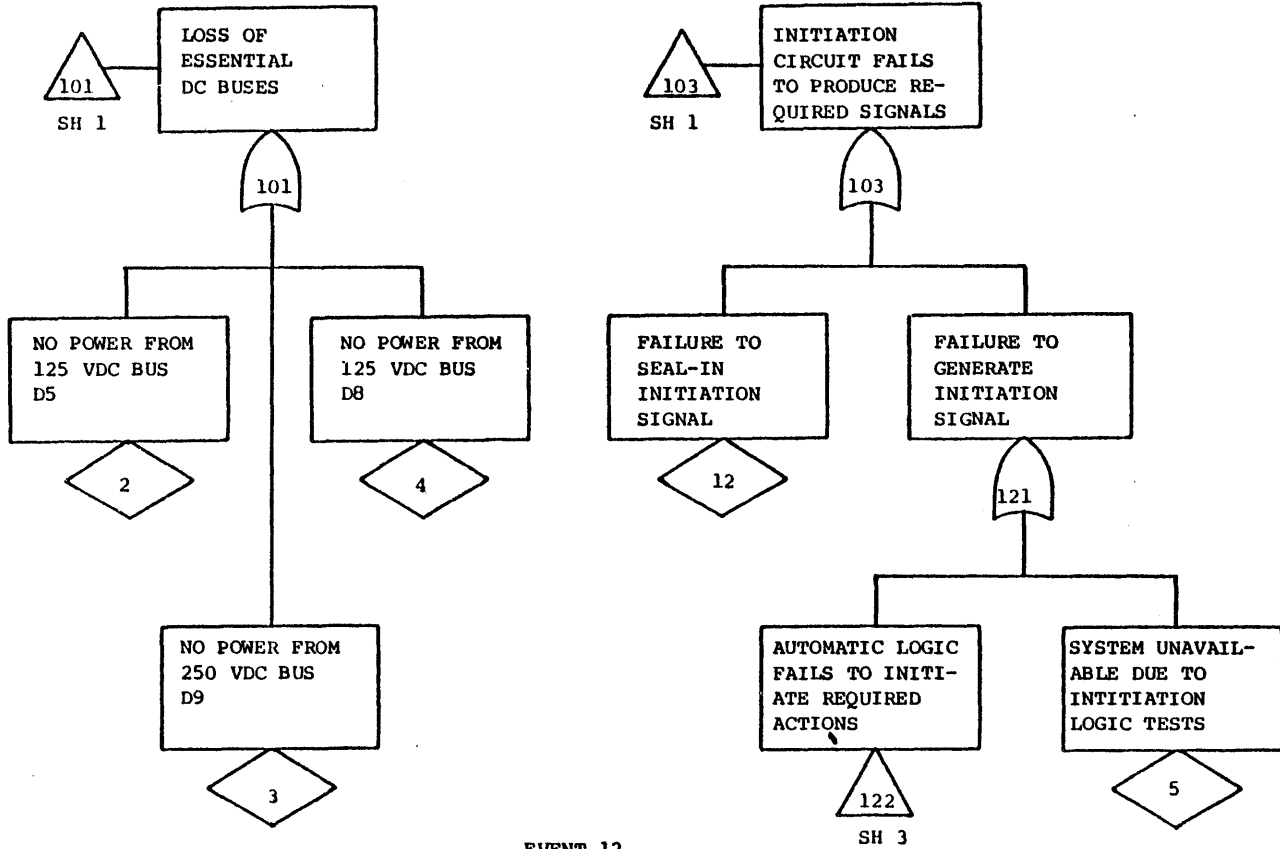 LOSS OF
ESSENTIAL
DC BUSES
101
SH 1
101
NO POWER FROM
125 VDC BUS
D5
2
NO POWER FROM
125 VDC BUS
D8
4
NO POWER FROM
250 VDC BUS
D9
3
INITIATION
CIRCUIT FAILS
TO PRODUCE RE-
QUIRED SIGNALS
103
SH 1
103
FAILURE TO
SEAL-IN
INITIATION
SIGNAL
12
FAILURE TO
GENERATE
INITIATION
SIGNAL
121
AUTOMATIC LOGIC
FAILS TO INITI-
ATE REQUIRED
ACTIONS
122
SH 3
SYSTEM UNAVAIL-
ABLE DUE TO
INTITIATION
LOGIC TESTS
5
EVENT 12